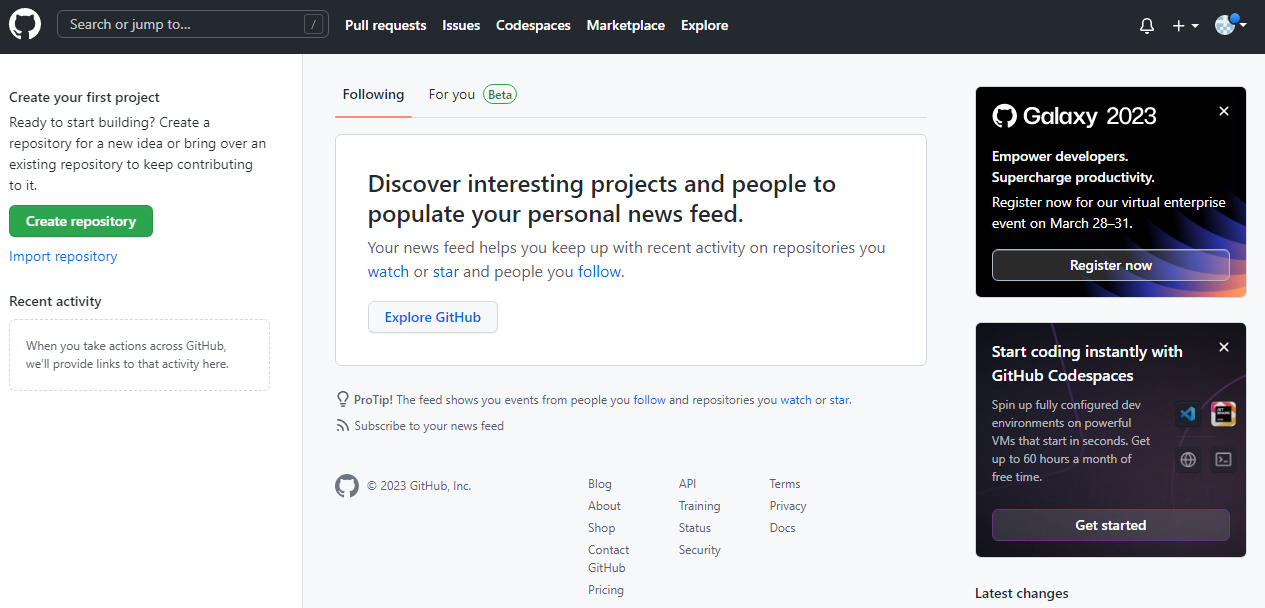 Search or jump to...
/
Pull requests
Issues
Codespaces
Marketplace
Explore
Create your first project
Ready to start building? Create a
repository for a new idea or bring over an
existing repository to keep contributing
to it.
Create repository
Import repository
Recent activity
When you take actions across GitHub,
we'll provide links to that activity here.
Following
For you
Beta
Discover interesting projects and people to
populate your personal news feed.
Your news feed helps you keep up with recent activity on repositories you
watch or star and people you follow.
Explore GitHub
ProTip! The feed shows you events from people you follow and repositories you watch or star.
Subscribe to your news feed
© 2023 GitHub, Inc.
Blog
About
Shop
Contact
GitHub
Pricing
API
Training
Status
Security
Terms
Privacy
Docs
Galaxy 2023
Empower developers.
Supercharge productivity.
Register now for our virtual enterprise
event on March 28–31.
Register now
Start coding instantly with
GitHub Codespaces
Spin up fully configured dev
environments on powerful
VMs that start in seconds. Get
up to 60 hours a month of
free time.
Get started
Latest changes